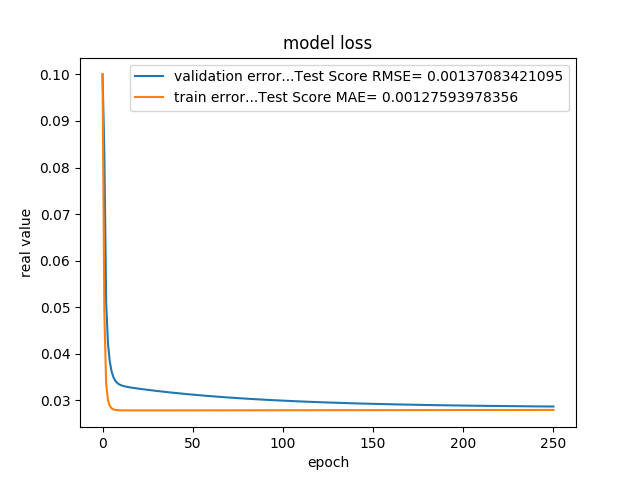 model loss
validation error...Test Score RMSE= 0.00137083421095
train error...Test Score MAE= 0.00127593978356
real value
0.10
0.09
0.08
0.07
0.06
0.05
0.04
0.03
0 50 100 150 200 250
epoch